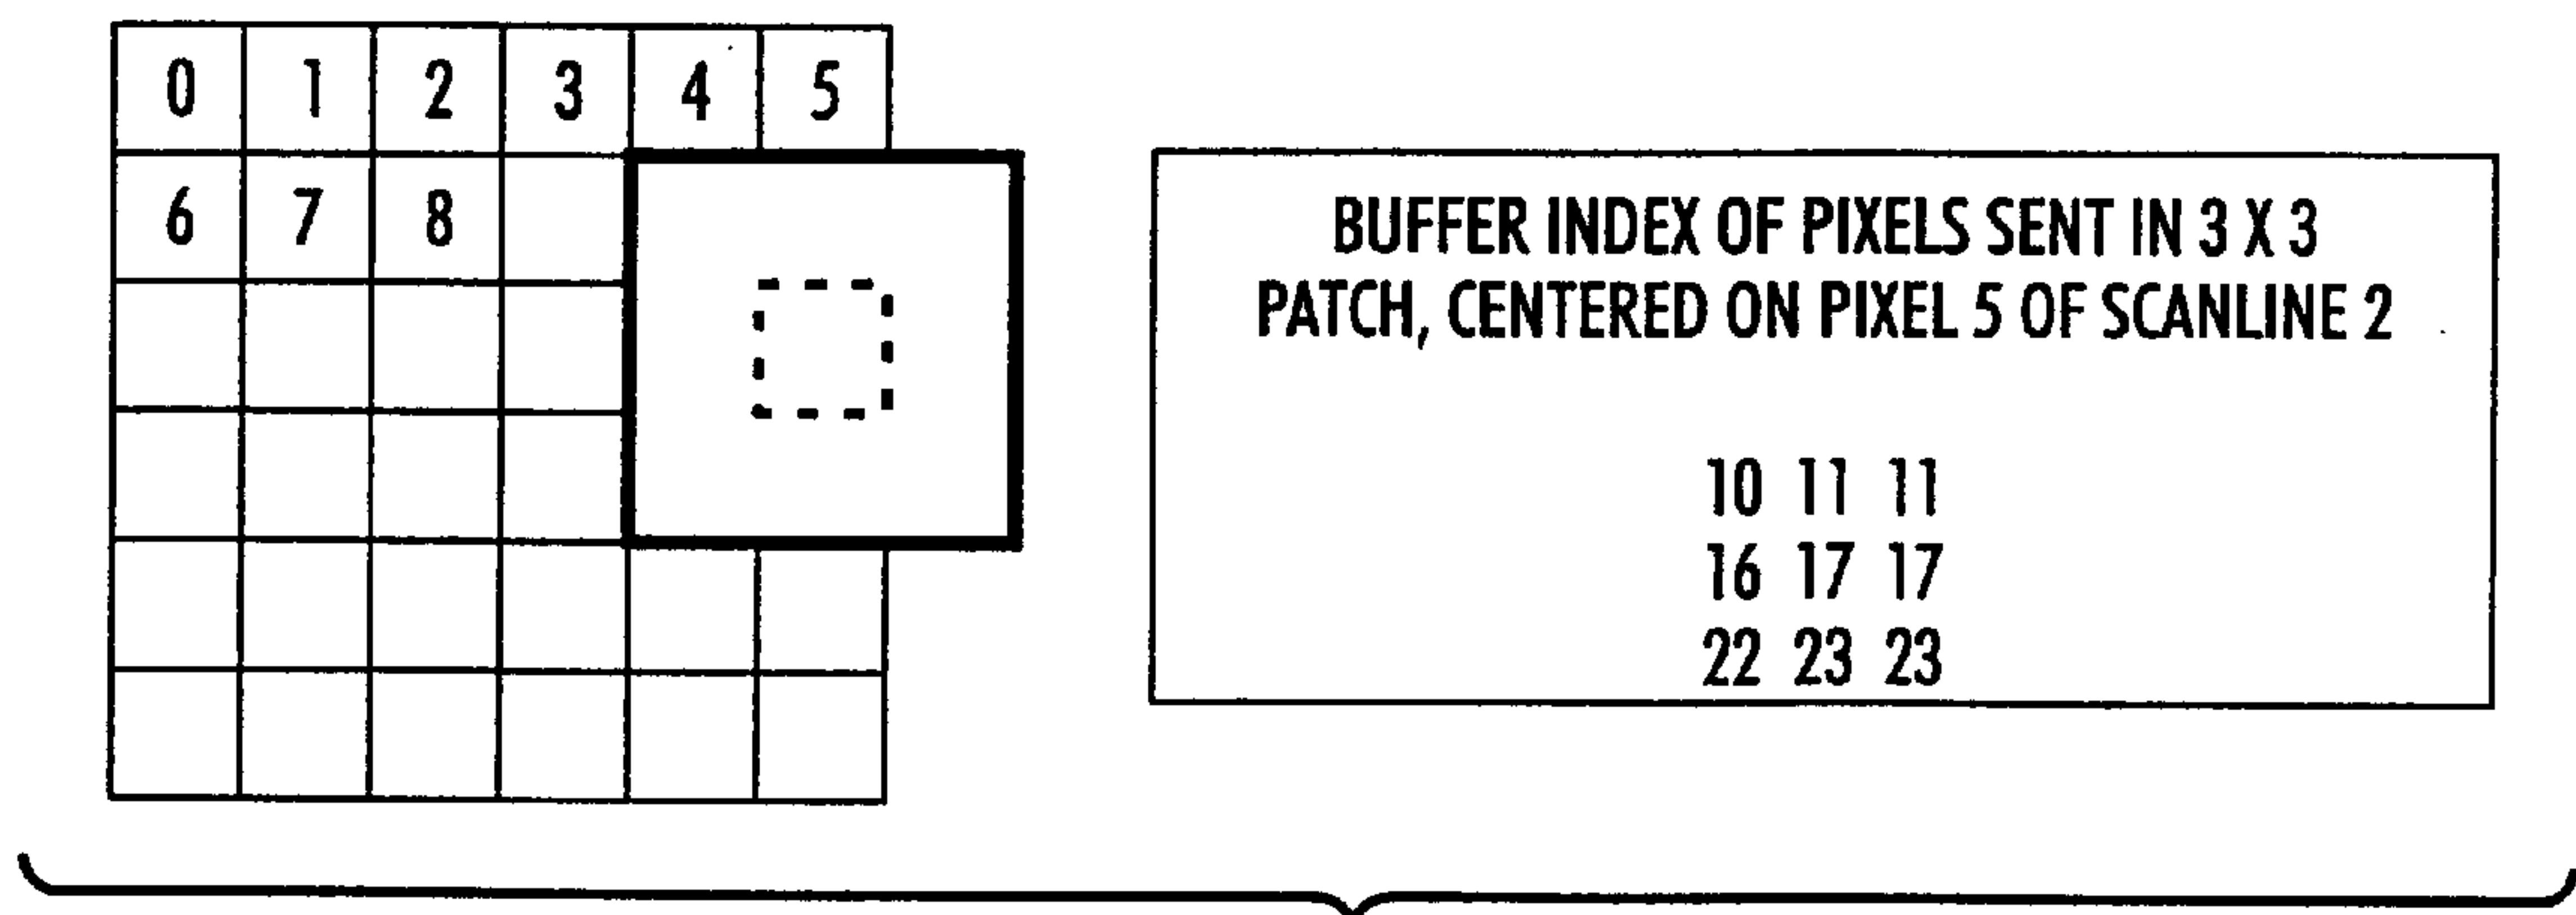 0 1 2 3 4 5
6 7 8
BUFFER INDEX OF PIXELS SENT IN 3 X 3
PATCH, CENTERED ON PIXEL 5 OF SCANLINE 2
10 11 11
16 17 17
22 23 23